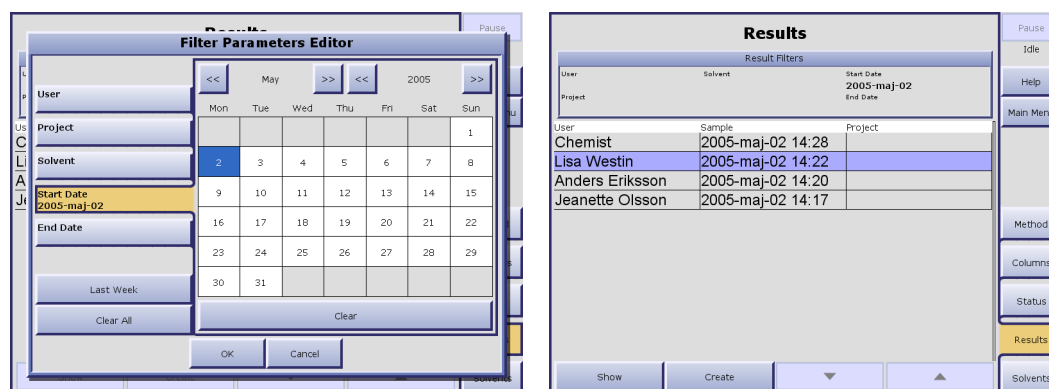 Pause
Filter Parameters Editor
<< May >> << 2005 >>
User
Mon Tue Wed Thu Fri Sat Sun
Project
1
Solvent
2 3 4 5 6 7 8
Start Date
2005-maj-02
9 10 11 12 13 14 15
End Date
16 17 18 19 20 21 22
23 24 25 26 27 28 29
Last Week
30 31
Clear All
Clear
OK Cancel
Solvents
Results
Pause
Idle
Result Filters
User Solvent Start Date
2005-maj-02
Project End Date
Help
Main Men
User Sample Project
Chemist 2005-maj-02 14:28
Lisa Westin 2005-maj-02 14:22
Anders Eriksson 2005-maj-02 14:20
Jeanette Olsson 2005-maj-02 14:17
Method
Columns
Status
Results
Show Create Solvents